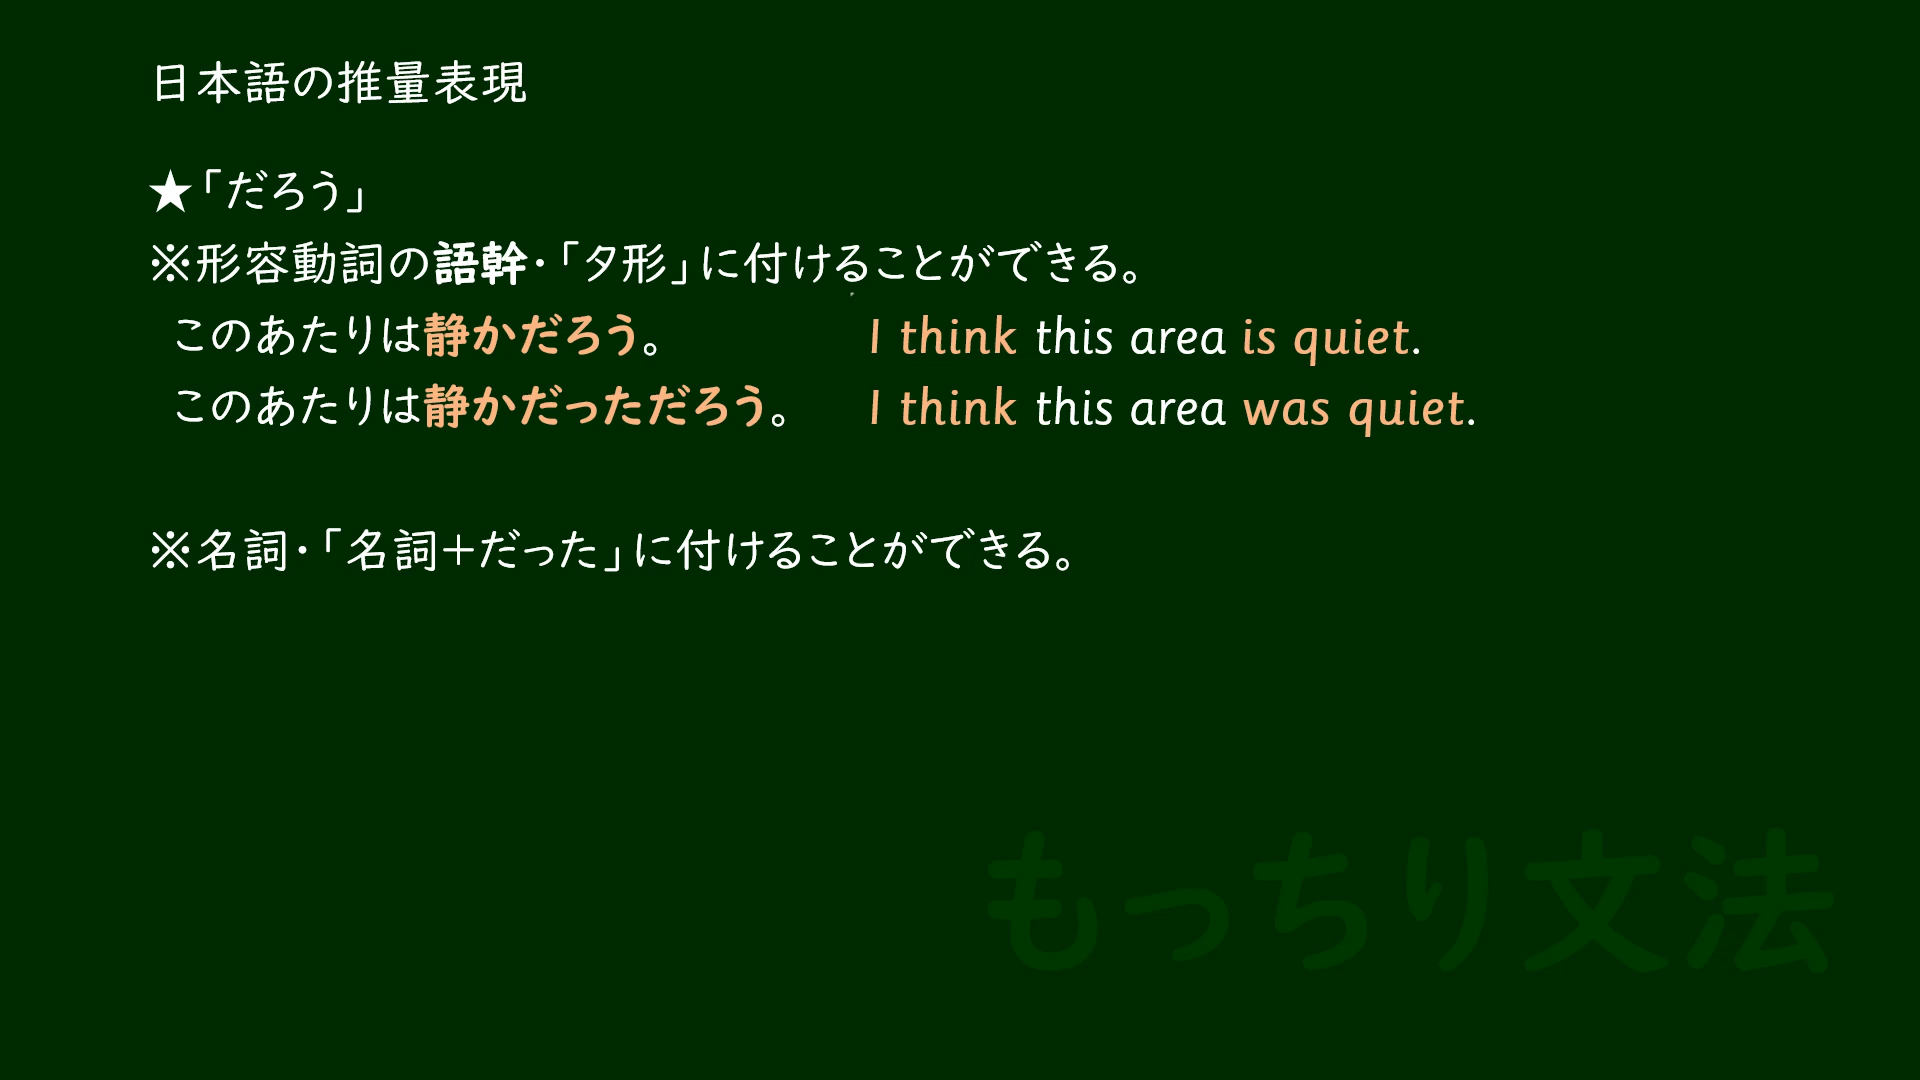 日本語の推量表現
★「だろう」
※形容動詞の語幹・「タ形」に付けることができる。
このあたりは静かだろう。 I think this area is quiet.
このあたりは静かだっただろう。 I think this area was quiet.
※名詞・「名詞＋だった」に付けることができる。
もっちり文法